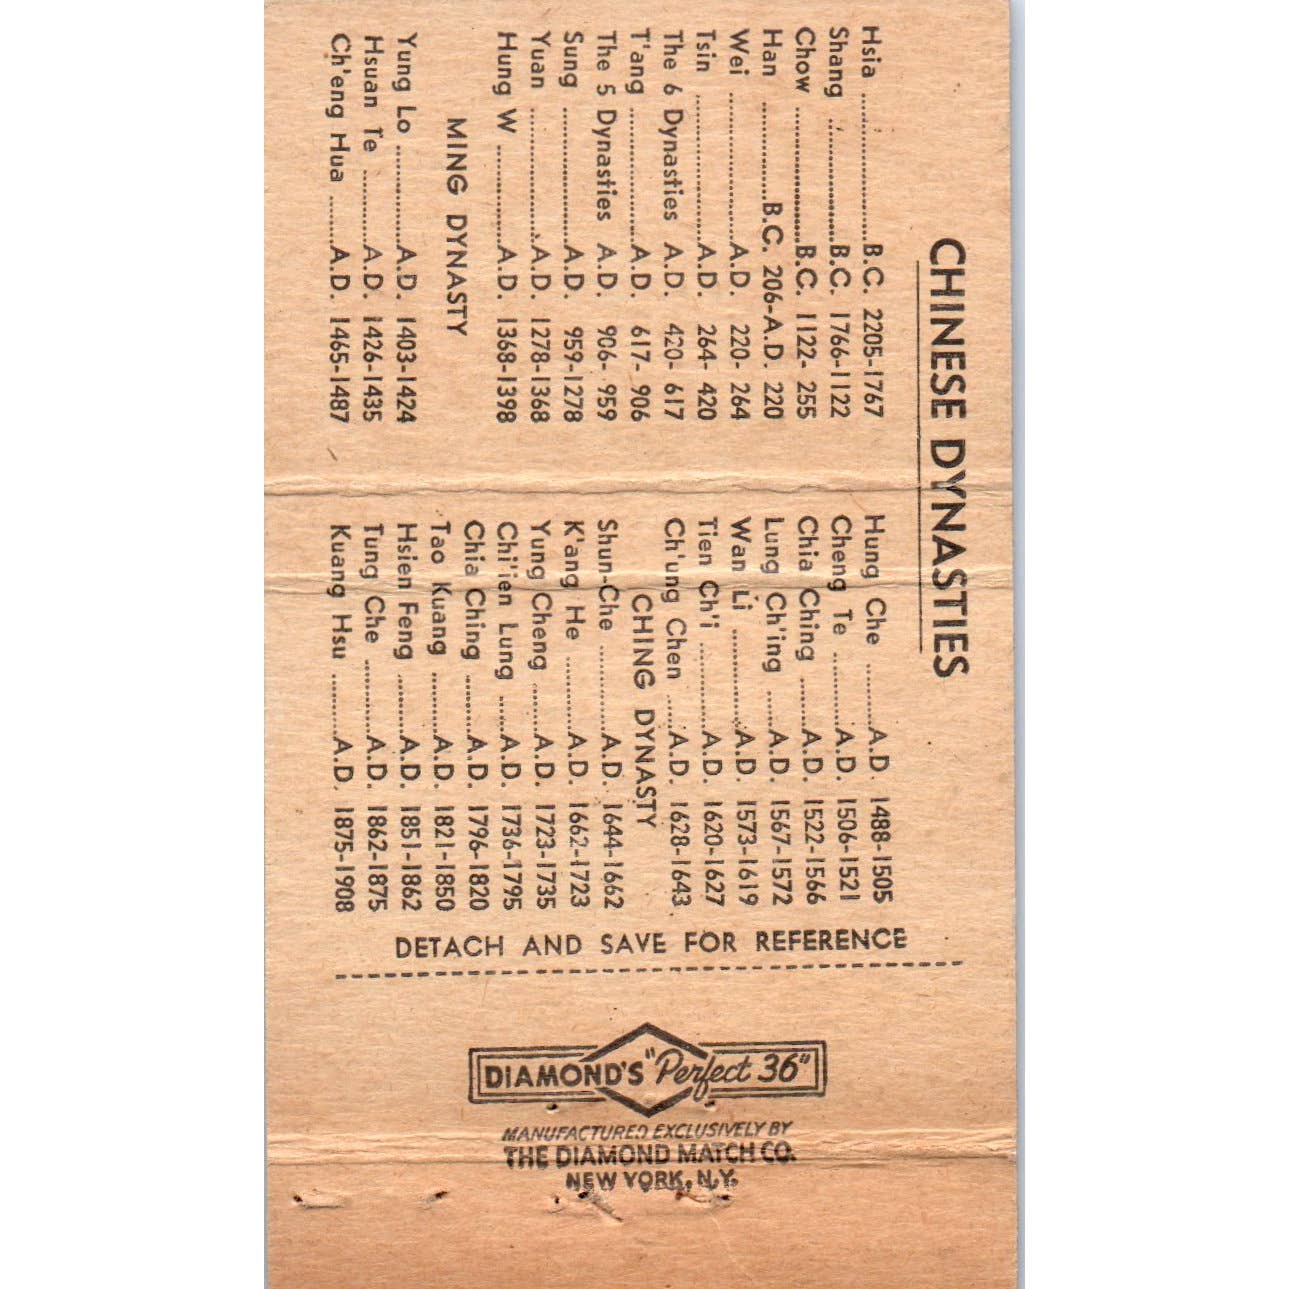 CHINESE DYNASTIES
Hsia ........ B.C. 2205-1767
Shang ........ B.C. 1766-1122
Chow ........ B.C. 1122- 255
Han ........ B.C. 206-A.D. 220
Wei ........ A.D. 220- 264
Tsin ........ A.D. 264- 420
The 6 Dynasties A.D. 420- 617
T'ang ........ A.D. 617- 906
The 5 Dynasties A.D. 906- 959
Sung ........ A.D. 959-1278
Yuan ........ A.D. 1278-1368
Hung W ........ A.D. 1368-1398
MING DYNASTY
Yung Lo ........ A.D. 1403-1424
Hsuan Te ........ A.D. 1426-1435
Ch'eng Hua ...... A.D. 1465-1487
Hung Che ........ A.D. 1488-1505
Cheng Te ........ A.D. 1506-1521
Chia Ching ...... A.D. 1522-1566
Lung Ch'ing ..... A.D. 1567-1572
Wan Li ........ A.D. 1573-1619
Tien Ch'i ........ A.D. 1620-1627
Ch'ung Chen ..... A.D. 1628-1643
CHING DYNASTY
Shun-Che ........ A.D. 1644-1662
K'ang He ........ A.D. 1662-1723
Yung Cheng ...... A.D. 1723-1735
Chi'ien Lung ..... A.D. 1736-1795
Chia Ching ...... A.D. 1796-1820
Tao Kuang ...... A.D. 1821-1850
Hsien Feng ...... A.D. 1851-1862
Tung Che ........ A.D. 1862-1875
Kuang Hsu ...... A.D. 1875-1908
DETACH AND SAVE FOR REFERENCE
DIAMOND'S "Perfect 36"
MANUFACTURED EXCLUSIVELY BY
THE DIAMOND MATCH CO.
NEW YORK, N.Y.